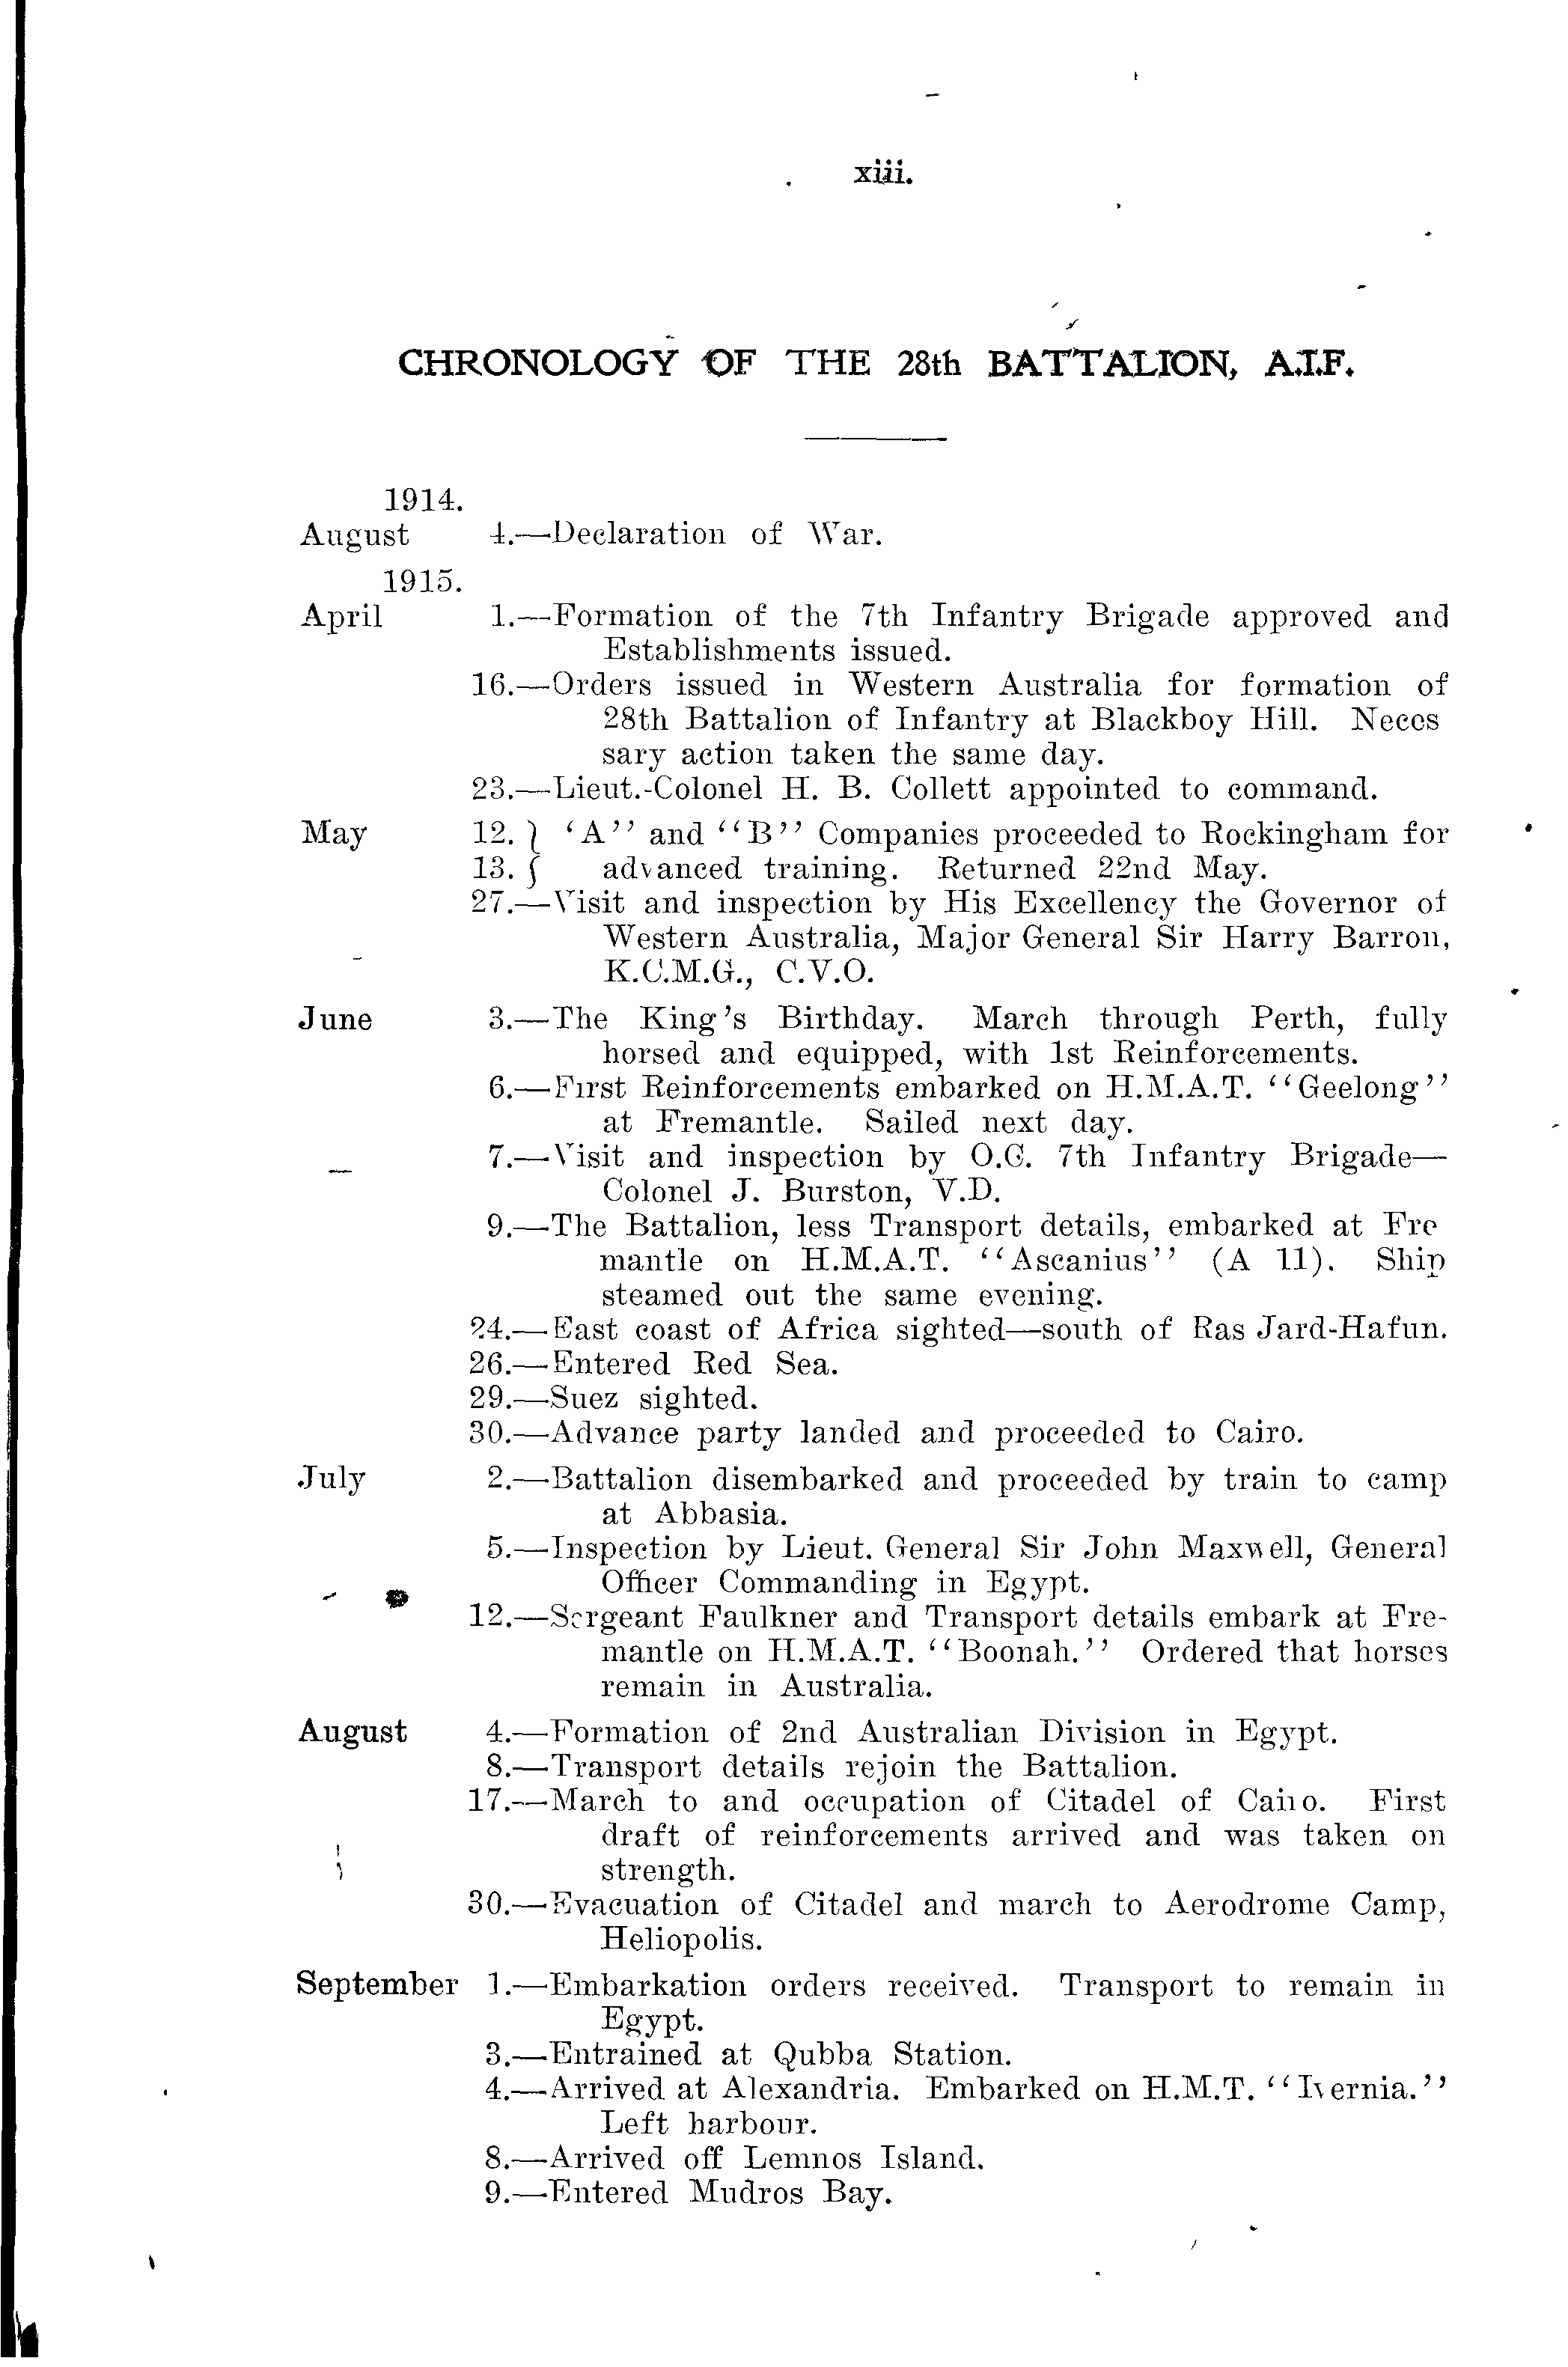 xiii.
CHRONOLOGY OF THE 28th BATTALION, A.I.F.
1914.
August 4.—Declaration of War.
1915.
April 1.—Formation of the 7th Infantry Brigade approved and
Establishments issued.
16.—Orders issued in Western Australia for formation of
28th Battalion of Infantry at Blackboy Hill. Neces
sary action taken the same day.
23.—Lieut.-Colonel H. B. Collett appointed to command.
May 12. } 'A'' and "B" Companies proceeded to Rockingham for
13. { advanced training. Returned 22nd May.
27.—Visit and inspection by His Excellency the Governor of
Western Australia, Major General Sir Harry Barron,
K.C.M.G., C.V.O.
June 3.—The King's Birthday. March through Perth, fully
horsed and equipped, with 1st Reinforcements.
6.—First Reinforcements embarked on H.M.A.T. "Geelong"
at Fremantle. Sailed next day.
7.—Visit and inspection by O.C. 7th Infantry Brigade—
Colonel J. Burston, V.D.
9.—The Battalion, less Transport details, embarked at Fre
mantle on H.M.A.T. "Ascanius" (A 11). Ship
steamed out the same evening.
24.—East coast of Africa sighted—south of Ras Jard-Hafun.
26.—Entered Red Sea.
29.—Suez sighted.
30.—Advance party landed and proceeded to Cairo.
July 2.—Battalion disembarked and proceeded by train to camp
at Abbasia.
5.—Inspection by Lieut. General Sir John Maxwell, General
Officer Commanding in Egypt.
12.—Sergeant Faulkner and Transport details embark at Fre-
mantle on H.M.A.T. "Boonah." Ordered that horses
remain in Australia.
August 4.—Formation of 2nd Australian Division in Egypt.
8.—Transport details rejoin the Battalion.
17.—March to and occupation of Citadel of Cairo. First
draft of reinforcements arrived and was taken on
strength.
30.—Evacuation of Citadel and march to Aerodrome Camp,
Heliopolis.
September 1.—Embarkation orders received. Transport to remain in
Egypt.
3.—Entrained at Qubba Station.
4.—Arrived at Alexandria. Embarked on H.M.T. "Ivernia."
Left harbour.
8.—Arrived off Lemnos Island.
9.—Entered Mudros Bay.